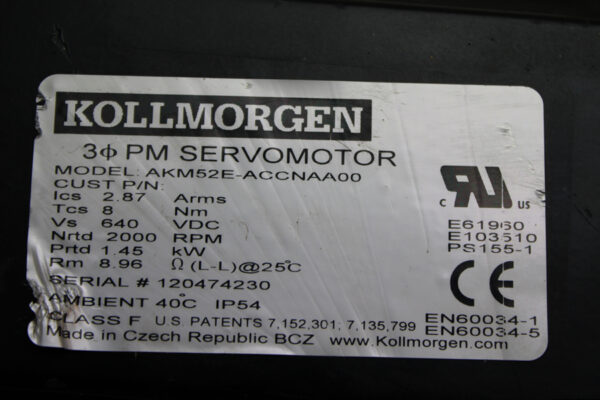 KOLLMORGEN
3ϕ PM SERVOMOTOR
MODEL: AKM52E-ACCNAA00
CUST P/N:
Ics 2.87 Arms
Tcs 8 Nm
Vs 640 VDC
Nrtd 2000 RPM
Prtd 1.45 kW
Rm 8.96 Ω (L-L)@25°C
SERIAL # 120474230
AMBIENT 40°C IP54
CLASS F U.S. PATENTS 7,152,301; 7,135,799
Made in Czech Republic BCZ
c RU US
E61960
E103510
PS155-1
CE
EN60034-1
EN60034-5
www.Kollmorgen.com